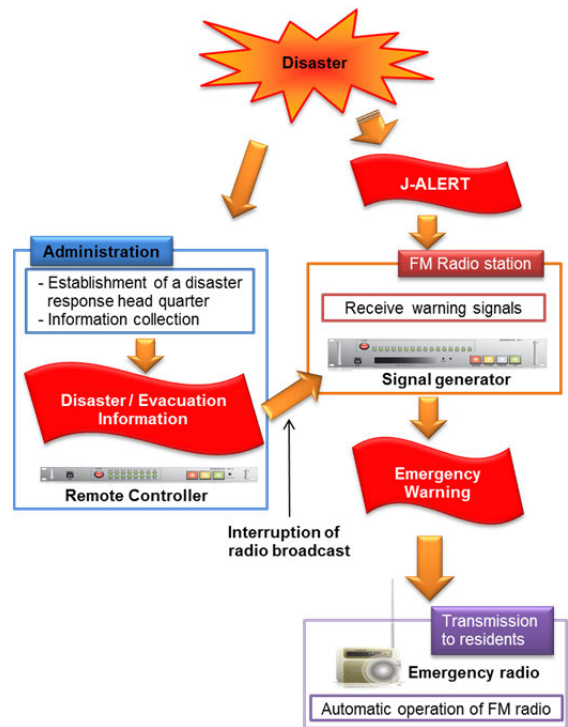 Disaster
J-ALERT
Administration
- Establishment of a disaster
response head quarter
- Information collection
Disaster / Evacuation
Information
Remote Controller
FM Radio station
Receive warning signals
Signal generator
Interruption of
radio broadcast
Emergency
Warning
Transmission
to residents
Emergency radio
Automatic operation of FM radio